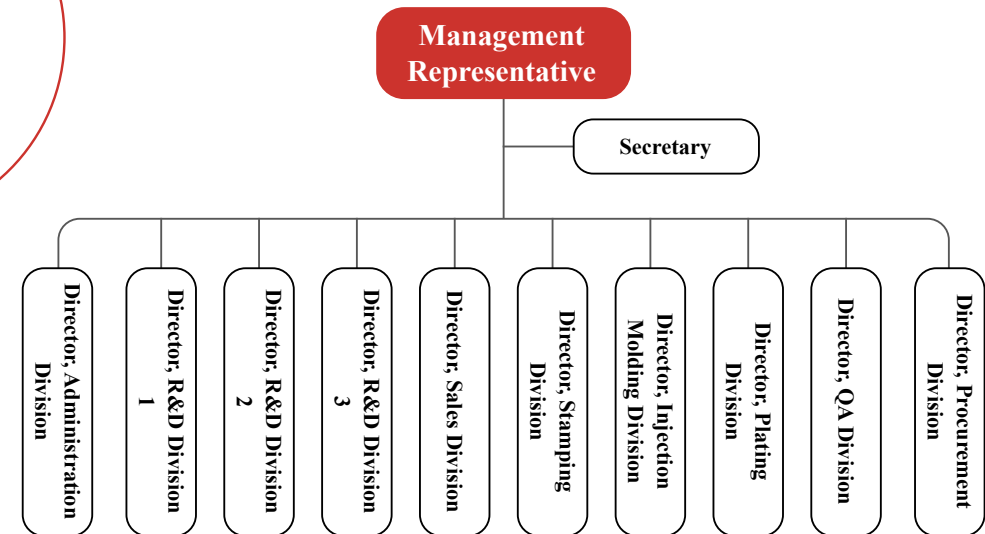 Management
Representative
Secretary
Director, Administration
Division
Director, R&D Division
1
Director, R&D Division
2
Director, R&D Division
3
Director, Sales Division
Director, Stamping
Division
Director, Injection
Molding Division
Director, Plating
Division
Director, QA Division
Director, Procurement
Division